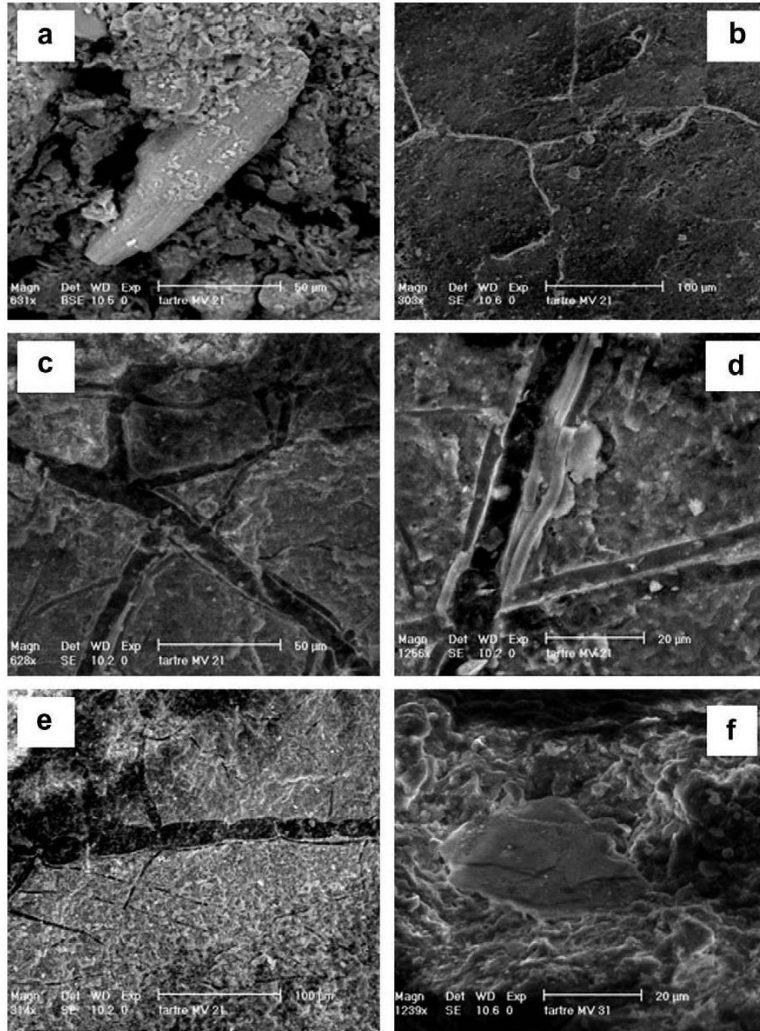 a
Magn Det WD Exp 50 µm
631x BSE 10.5 0 tartre MV 21
b
Magn Det WD Exp 100 µm
303x SE 10.6 0 tartre MV 21
c
Magn Det WD Exp 50 µm
628x SE 10.2 0 tartre MV 21
d
Magn Det WD Exp 20 µm
1256x SE 10.2 0 tartre MV 21
e
Magn Det WD Exp 100 µm
314x SE 10.2 0 tartre MV 21
f
Magn Det WD Exp 20 µm
1239x SE 10.6 0 tartre MV 31